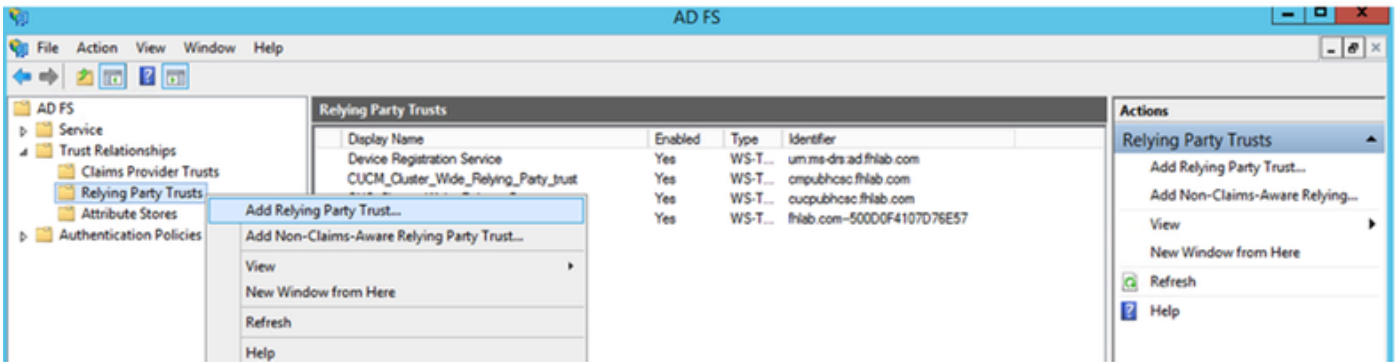 AD FS
File Action View Window Help
AD FS
Service
Trust Relationships
Claims Provider Trusts
Relying Party Trusts
Attribute Stores
Authentication Policies
Relying Party Trusts
Display Name Enabled Type Identifier
Device Registration Service Yes WS-T... urn:ms-drs:ad.fhlab.com
CUCM_Cluster_Wide_Relying_Party_trust Yes WS-T... cmpubhcsc.fhlab.com
Yes WS-T... cucpubhcsc.fhlab.com
Yes WS-T... fhlab.com-500D0F4107D76E57
Add Relying Party Trust...
Add Non-Claims-Aware Relying Party Trust...
View
New Window from Here
Refresh
Help
Actions
Relying Party Trusts
Add Relying Party Trust...
Add Non-Claims-Aware Relying...
View
New Window from Here
Refresh
Help